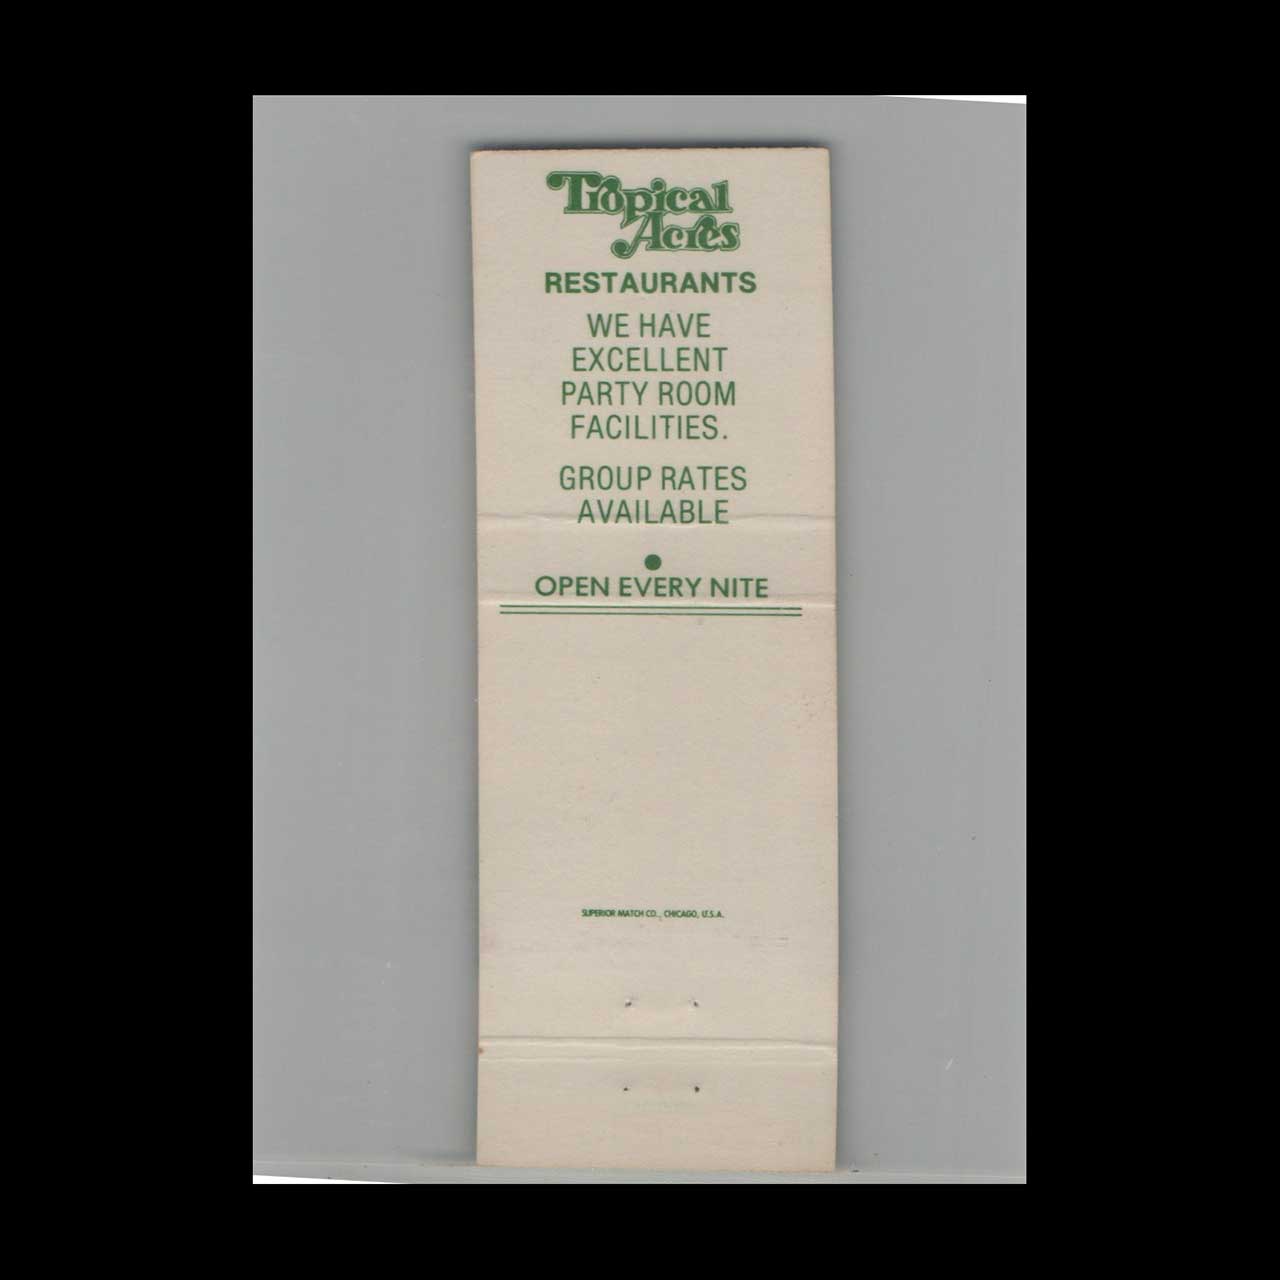 Tropical
Acres
RESTAURANTS
WE HAVE
EXCELLENT
PARTY ROOM
FACILITIES.
GROUP RATES
AVAILABLE
OPEN EVERY NITE
SUPERIOR MATCH CO., CHICAGO, U.S.A.